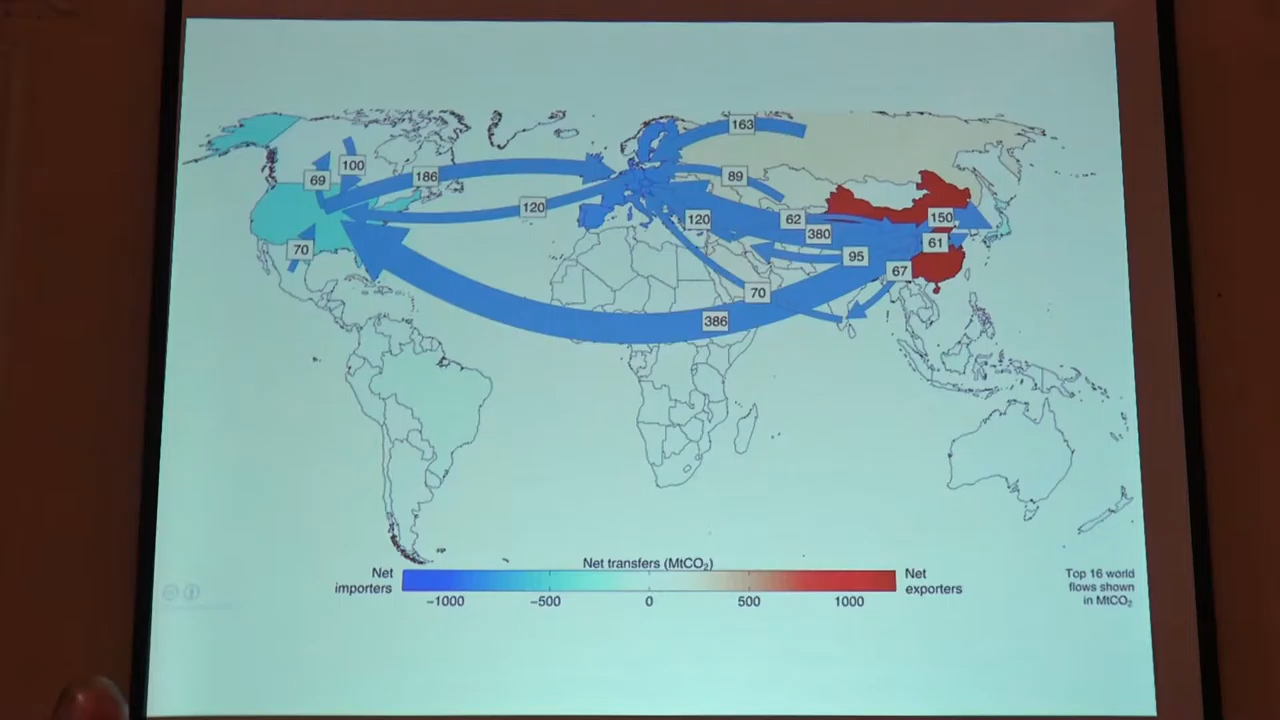 163
100
186
89
69
120
120
62
150
380
61
70
95
67
70
386
Net transfers (MtCO₂)
Net
importers
Net
exporters
−1000
−500
0
500
1000
Top 16 world
flows shown
in MtCO₂